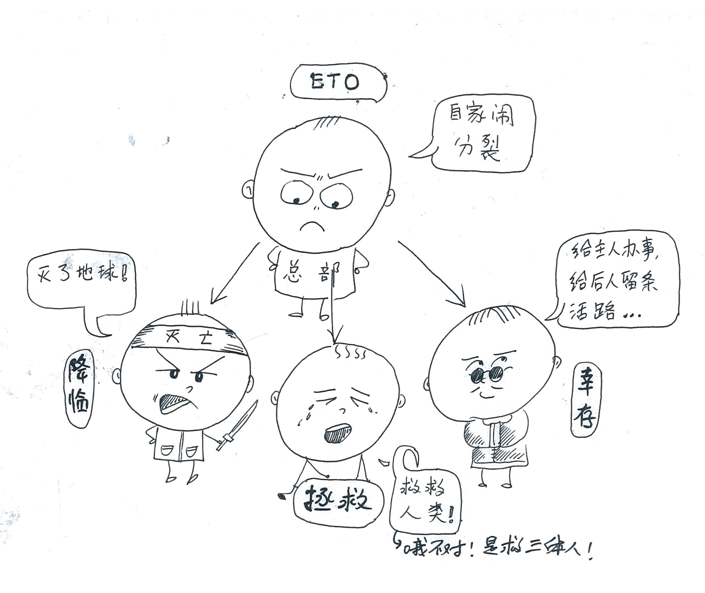 ETO
自家闹
分裂
总部
灭了地球!
给主人办事,
给后人留条
活路...
灭亡
降临
幸存
拯救
救救
人类!
哦不对!是救三体人!